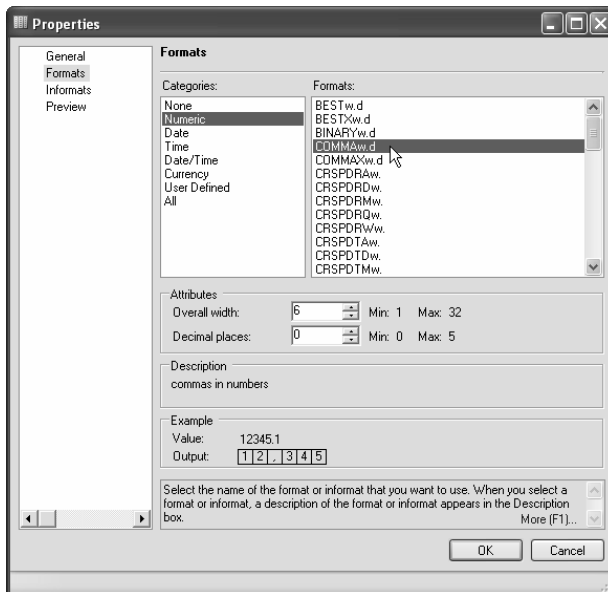 Properties
General
Formats
Informats
Preview
Formats
Categories:
None
Numeric
Date
Time
Date/Time
Currency
User Defined
All
Formats:
BESTw.d
BESTXw.d
BINARYw.d
COMMAw.d
COMMAXw.d
CRSPDRAw.
CRSPDRDw.
CRSPDRMw.
CRSPDRQw.
CRSPDRWw.
CRSPDTAw.
CRSPDTDw.
CRSPDTMw.
Attributes
Overall width: 6 Min: 1 Max: 32
Decimal places: 0 Min: 0 Max: 5
Description
commas in numbers
Example
Value: 12345.1
Output: 12,345
Select the name of the format or informat that you want to use. When you select a
format or informat, a description of the format or informat appears in the Description
box. More (F1)...
OK Cancel